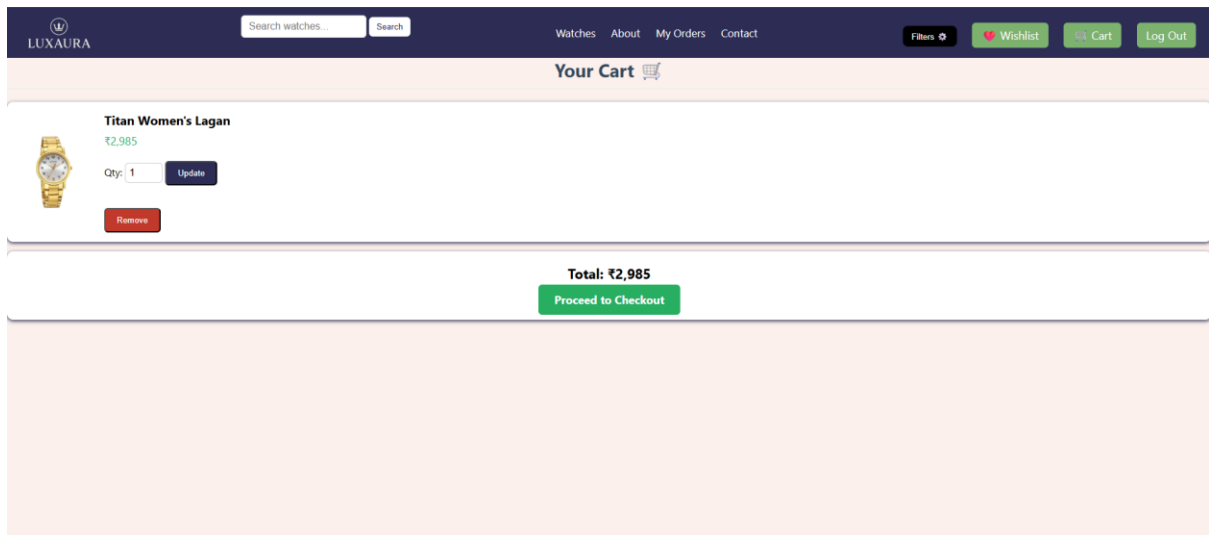 LUXAURA
Search watches... Search Watches About My Orders Contact Filters ⚙ 💔 Wishlist 🛒 Cart Log Out
Your Cart 🛒
Titan Women's Lagan
₹2,985
Qty: 1 Update
Remove
Total: ₹2,985
Proceed to Checkout